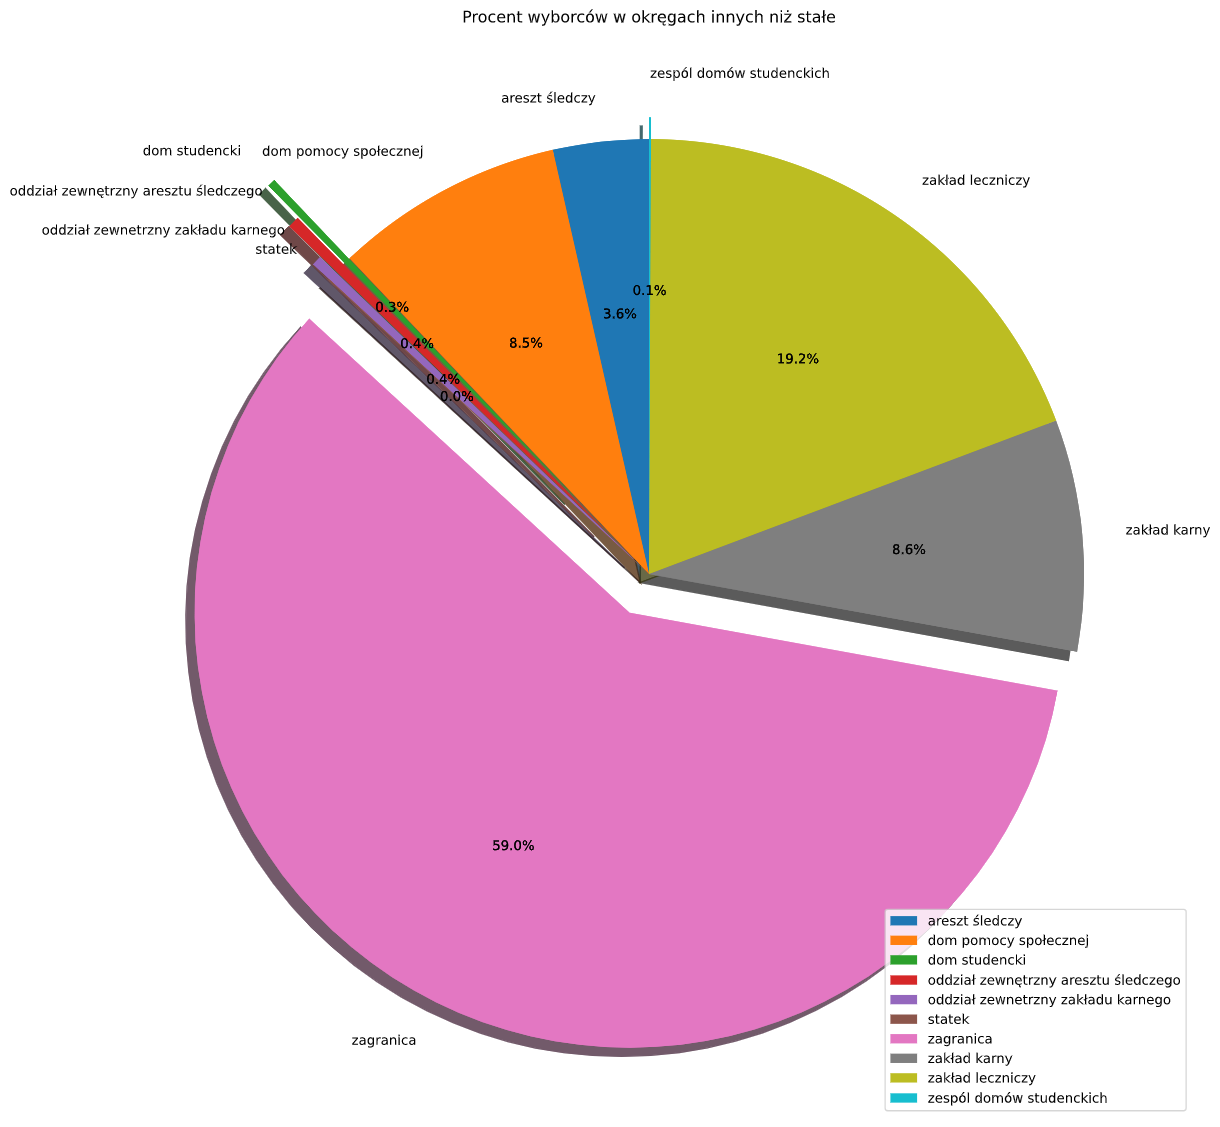 Procent wyborców w okręgach innych niż stałe
zespól domów studenckich
areszt śledczy
dom studencki
dom pomocy społecznej
zakład leczniczy
oddział zewnętrzny aresztu śledczego
oddział zewnetrzny zakładu karnego
statek
0.1%
0.3%
3.6%
0.4%
8.5%
19.2%
0.4%
0.0%
zakład karny
8.6%
59.0%
zagranica
areszt śledczy
dom pomocy społecznej
dom studencki
oddział zewnętrzny aresztu śledczego
oddział zewnetrzny zakładu karnego
statek
zagranica
zakład karny
zakład leczniczy
zespól domów studenckich